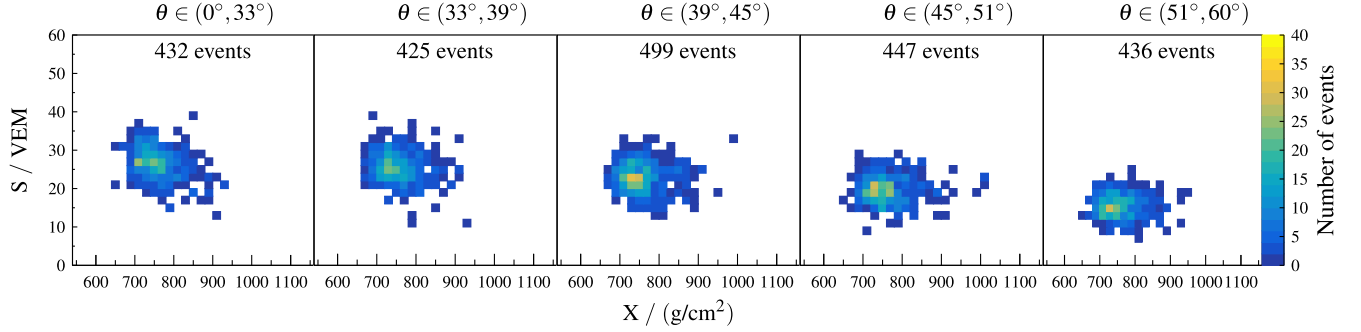 θ ∈ (0°, 33°) θ ∈ (33°, 39°) θ ∈ (39°, 45°) θ ∈ (45°, 51°) θ ∈ (51°, 60°)
432 events 425 events 499 events 447 events 436 events
60
50
40
30
20
10
0
S / VEM
600 700 800 900 1000 1100 600 700 800 900 1000 1100 600 700 800 900 1000 1100 600 700 800 900 1000 1100 600 700 800 900 1000 1100
X / (g/cm²)
40
35
30
25
20
15
10
5
0
Number of events